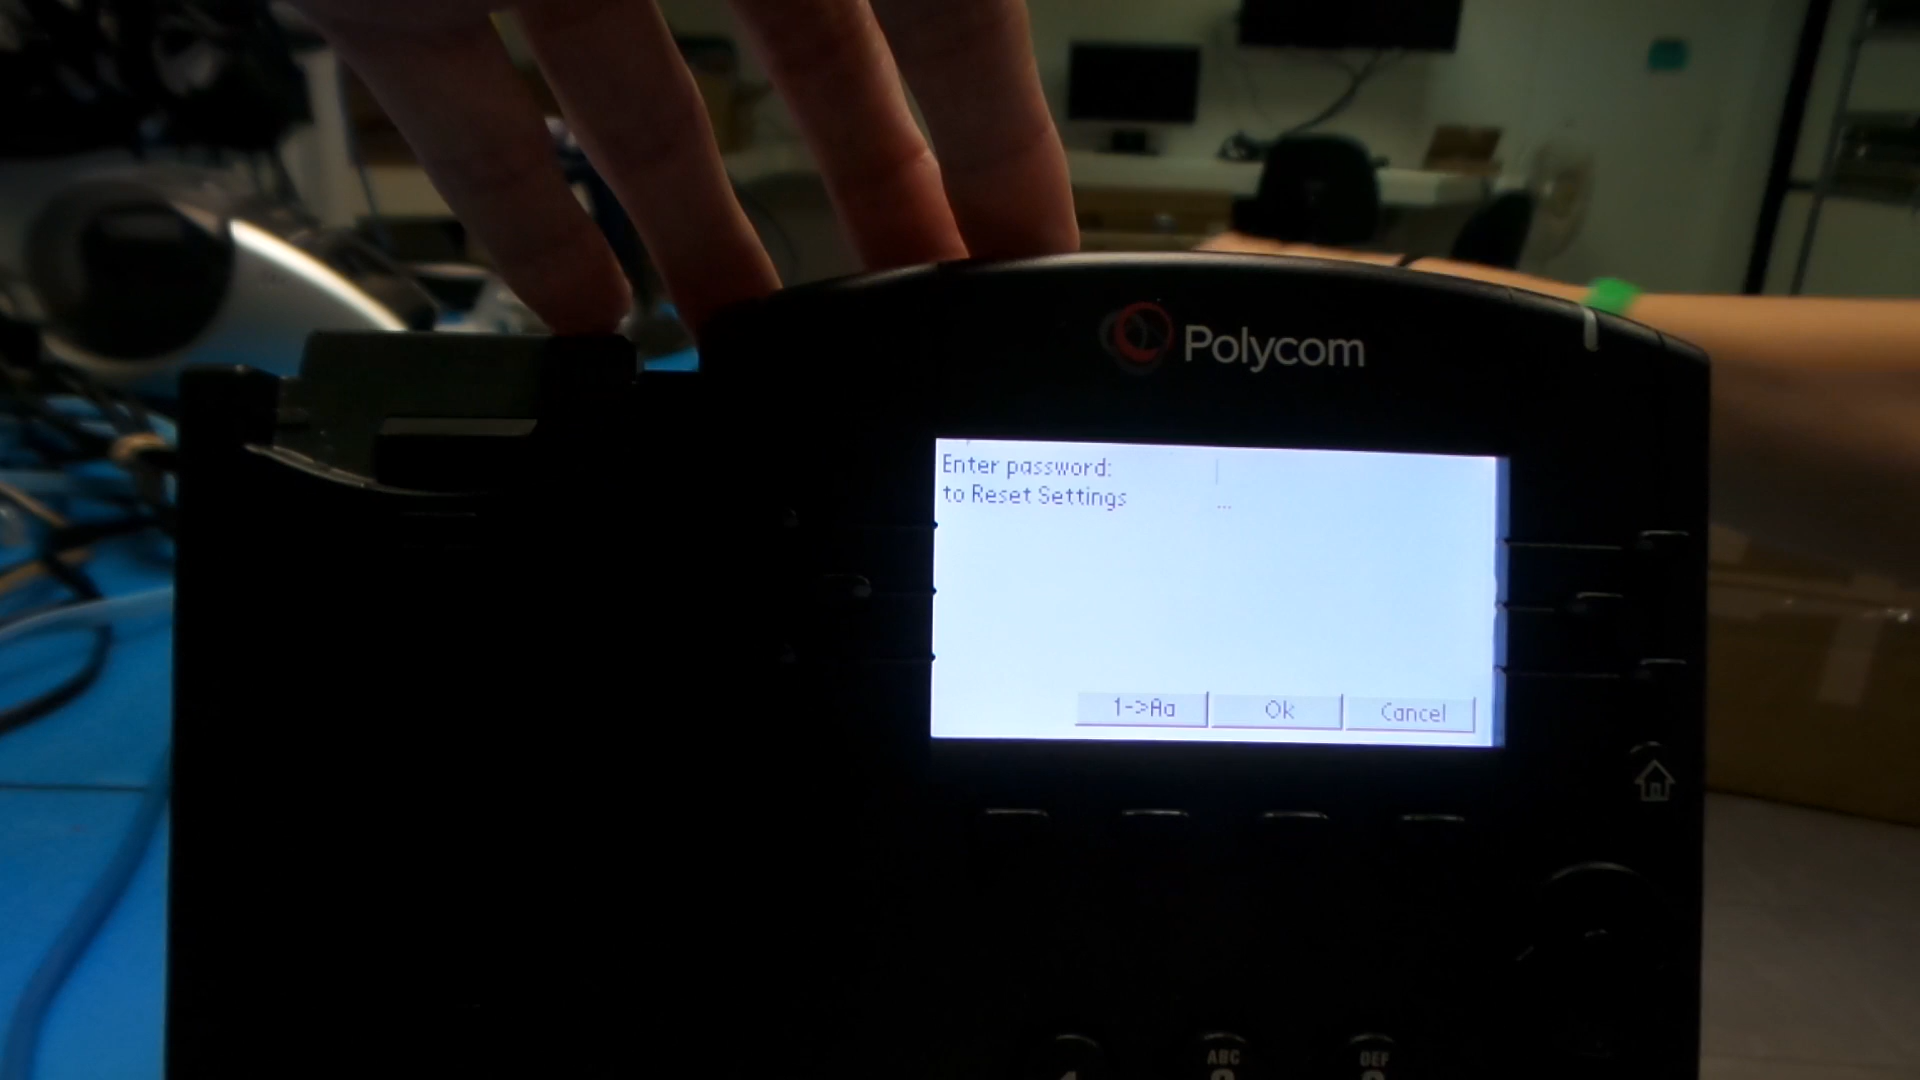 Polycom
Enter password:
to Reset Settings ...
1->Aa Ok Cancel
ABC DEF